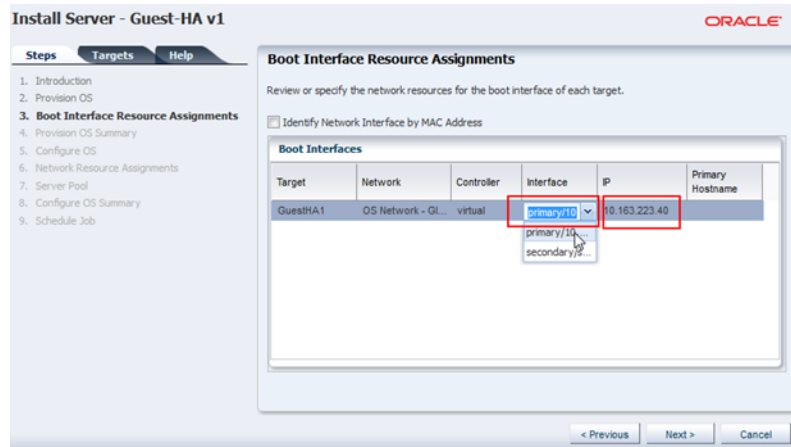 Install Server - Guest-HA v1
ORACLE
Steps Targets Help
1. Introduction
2. Provision OS
3. Boot Interface Resource Assignments
4. Provision OS Summary
5. Configure OS
6. Network Resource Assignments
7. Server Pool
8. Configure OS Summary
9. Schedule Job
Boot Interface Resource Assignments
Review or specify the network resources for the boot interface of each target.
Identify Network Interface by MAC Address
Boot Interfaces
Target Network Controller Interface IP Primary Hostname
GuestHA1 OS Network - Gl... virtual primary/10 10.163.223.40
primary/10...
secondary/s...
< Previous Next > Cancel